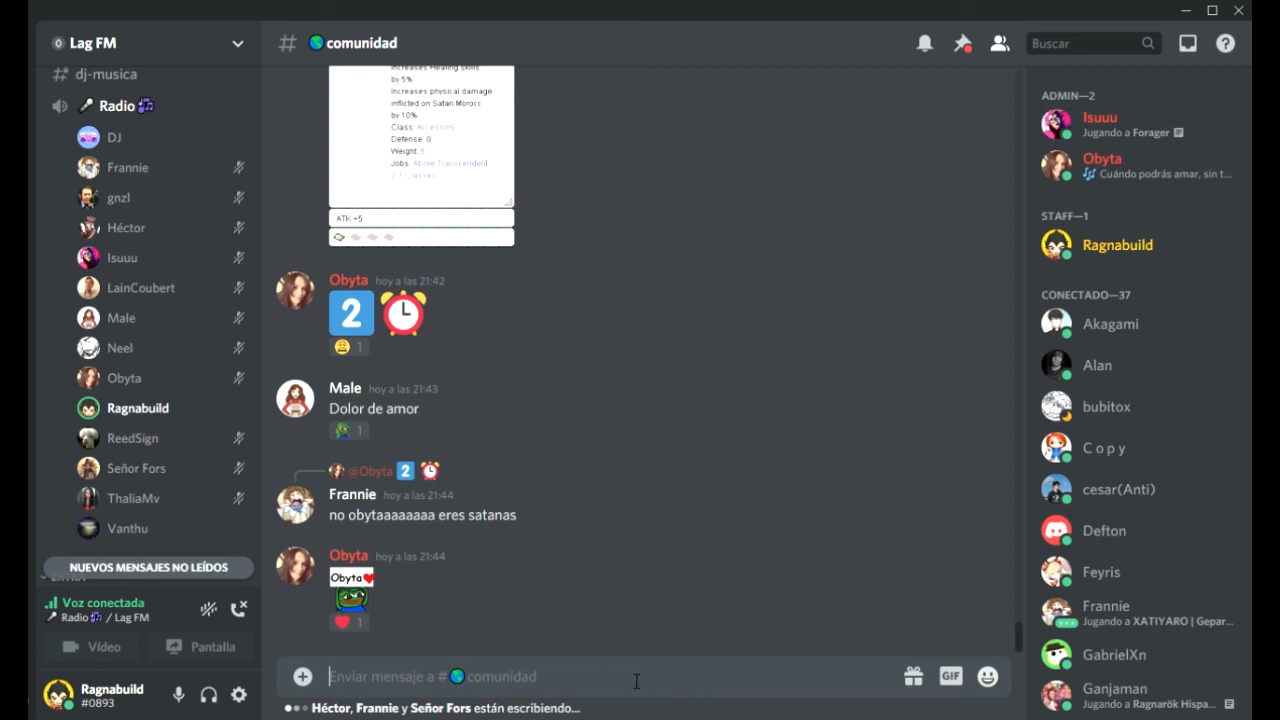 Lag FM
dj-musica
Radio
DJ
Frannie
gnzl
Héctor
Isuuu
LainCoubert
Male
Neel
Obyta
Ragnabuild
ReedSign
Señor Fors
ThaliaMv
Vanthu
NUEVOS MENSAJES NO LEÍDOS
Voz conectada
Radio / Lag FM
Vídeo
Pantalla
Ragnabuild
#0893
# comunidad
Buscar
Increases Healing skills
by 5%
Increases physical damage
inflicted on Satan Morocc
by 10%
Class: Accessory
Defense: 0
Weight: 5
Jobs: Above Transcendent
ATK +5
Obyta hoy a las 21:42
2
1
Male hoy a las 21:43
Dolor de amor
1
@Obyta 2
Frannie hoy a las 21:44
no obytaaaaaaaa eres satanas
Obyta hoy a las 21:44
Obyta
1
Enviar mensaje a # comunidad
GIF
Héctor, Frannie y Señor Fors están escribiendo...
ADMIN—2
Isuuu
Jugando a Forager
Obyta
Cuándo podrás amar, sin t...
STAFF—1
Ragnabuild
CONECTADO—37
Akagami
Alan
bubitox
C o p y
cesar(Anti)
Defton
Feyris
Frannie
Jugando a XATIYARO | Gepar...
GabrielXn
Ganjaman
Jugando a Ragnarök Hispa...